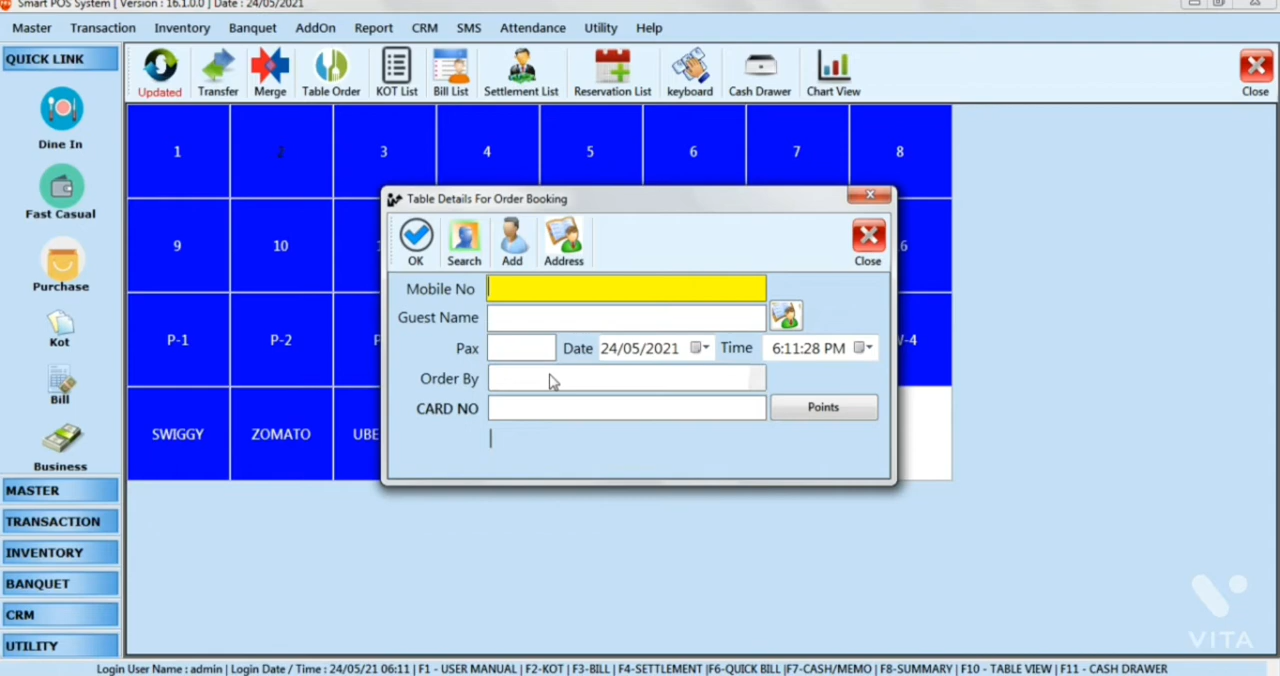 Smart POS System [ Version : 16.1.0.0 ] Date : 24/05/2021
Master Transaction Inventory Banquet AddOn Report CRM SMS Attendance Utility Help
QUICK LINK
Updated Transfer Merge Table Order KOT List Bill List Settlement List Reservation List keyboard Cash Drawer Chart View Close
Dine In
Fast Casual
Purchase
Kot
Bill
Business
MASTER
TRANSACTION
INVENTORY
BANQUET
CRM
UTILITY
1 2 3 4 5 6 7 8
9 10
P-1 P-2
SWIGGY ZOMATO
Table Details For Order Booking
OK Search Add Address Close
Mobile No
Guest Name
Pax Date 24/05/2021 Time 6:11:28 PM
Order By
CARD NO Points
VITA
Login User Name : admin | Login Date / Time : 24/05/21 06:11 | F1 - USER MANUAL | F2-KOT | F3-BILL | F4-SETTLEMENT |F6-QUICK BILL |F7-CASH/MEMO | F8-SUMMARY | F10 - TABLE VIEW | F11 - CASH DRAWER